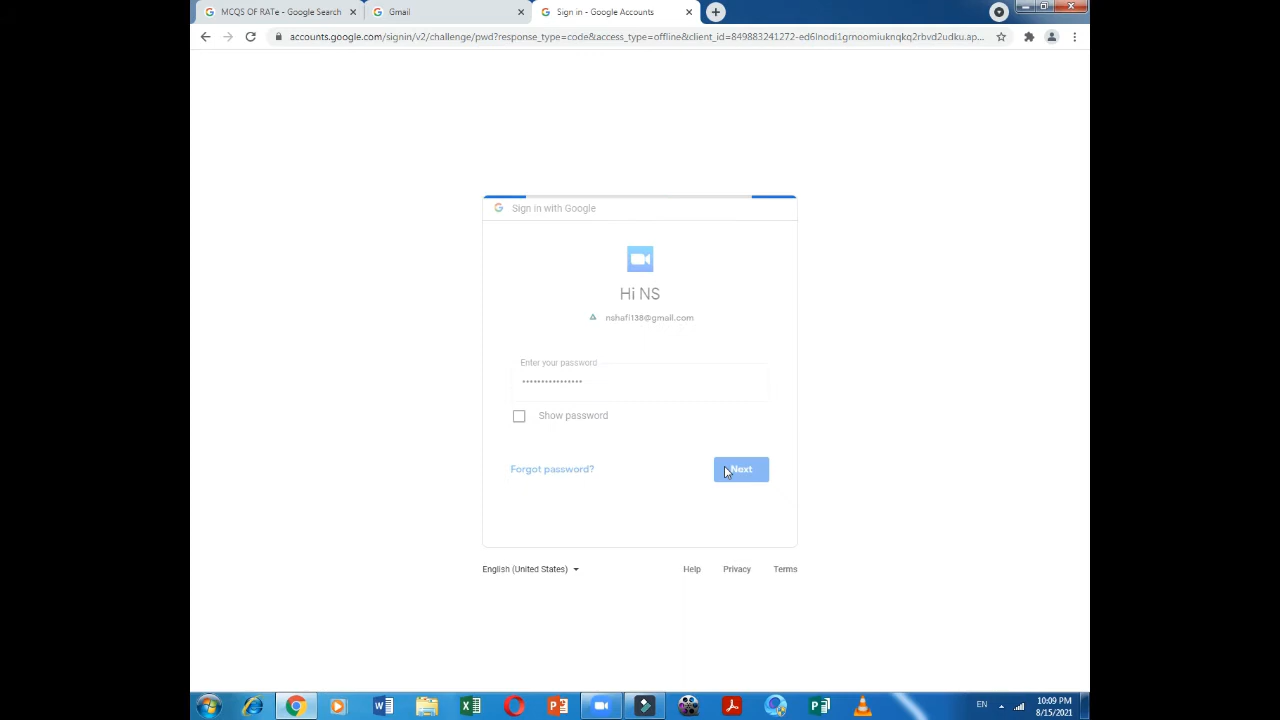 MCQS OF RATe - Google Search
Gmail
Sign in - Google Accounts
accounts.google.com/signin/v2/challenge/pwd?response_type=code&access_type=offline&client_id=849883241272-ed6lnodi1grnoomiuknqkq2rbvd2udku.ap...
Sign in with Google
Hi NS
nshafi138@gmail.com
Enter your password
Show password
Forgot password?
Next
English (United States)
Help
Privacy
Terms
EN
10:09 PM
8/15/2021